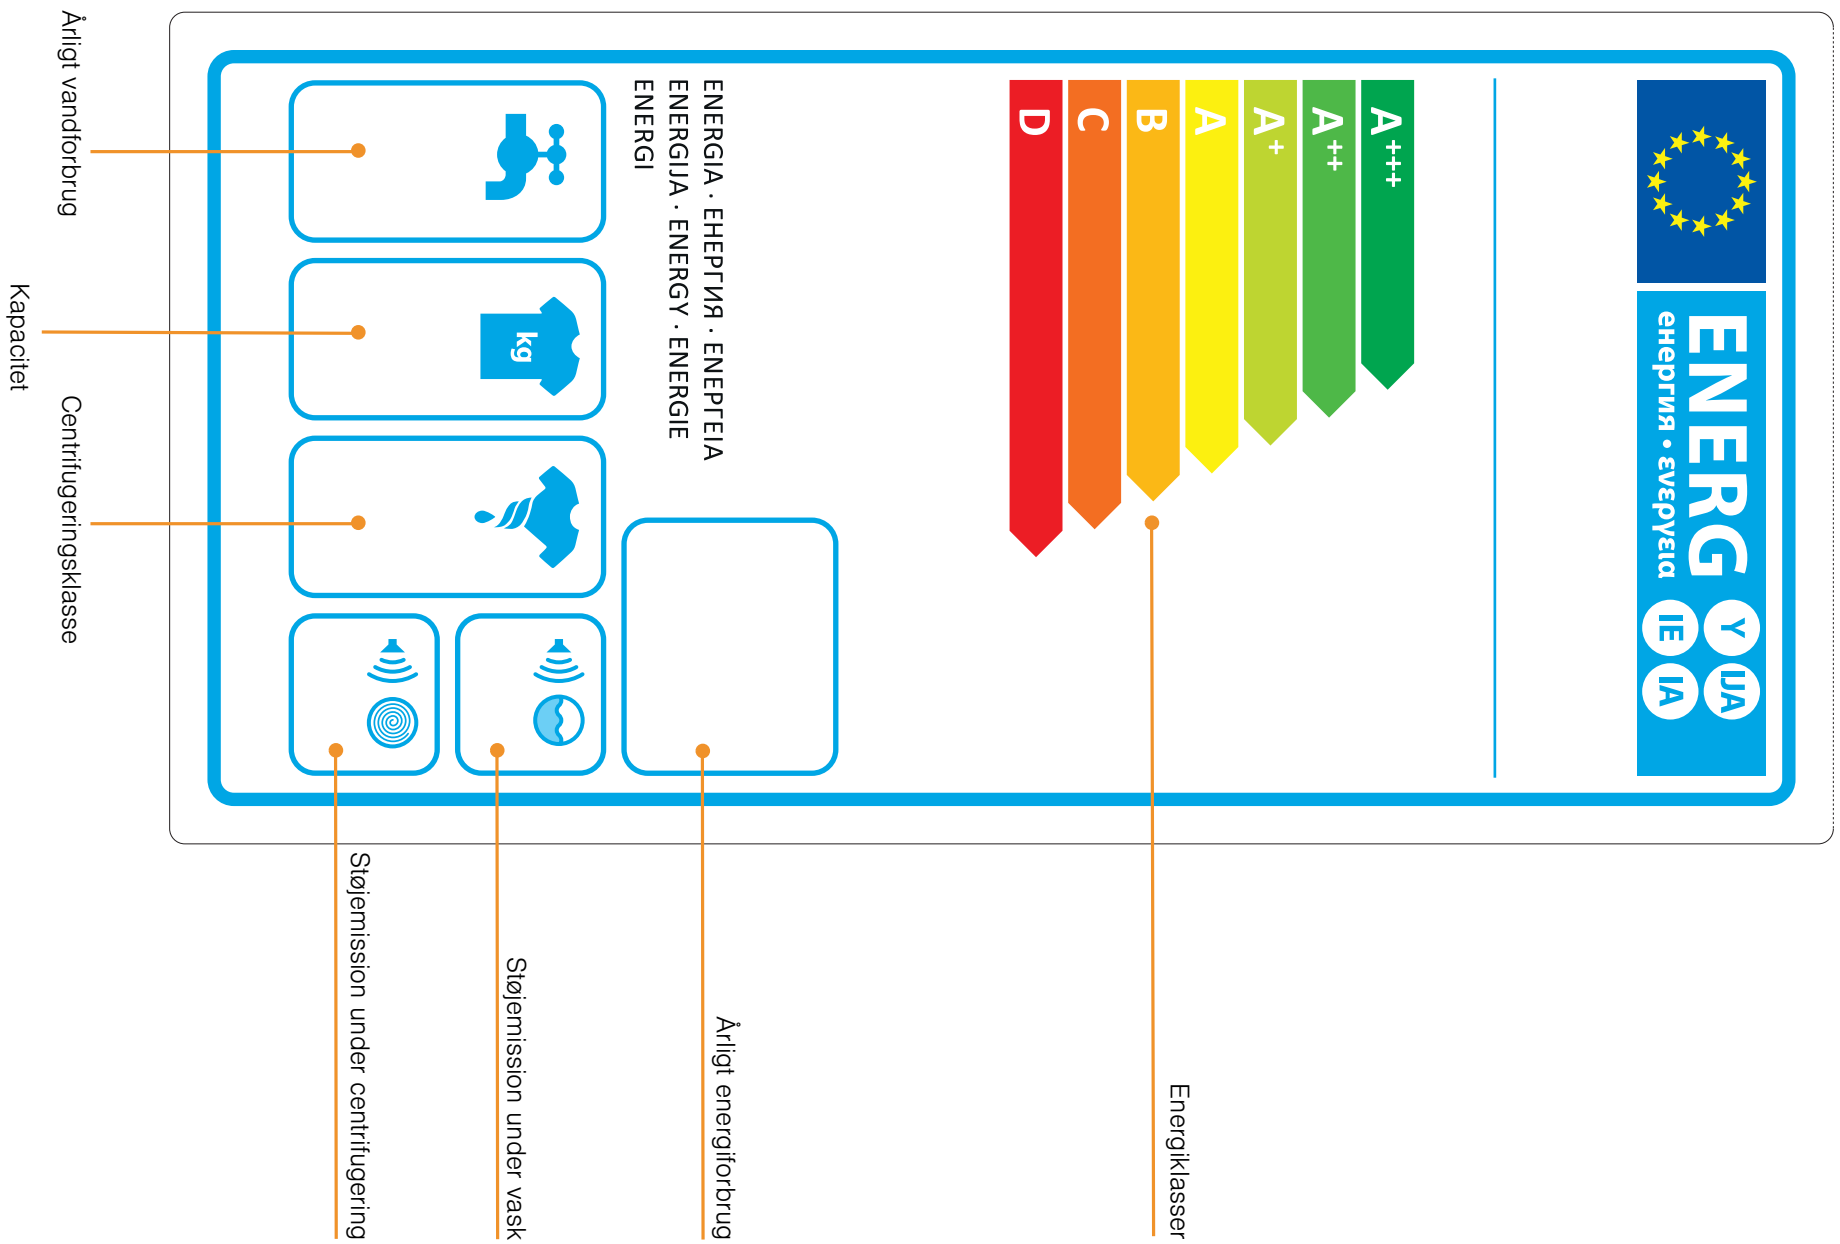 ENERG
енергия · ενεργεια
Y
IJA
IE
IA
A+++
A++
A+
A
B
C
D
Energiklasser
ENERGIA · ЕНЕРГИЯ · ΕΝΕΡΓΕΙΑ
ENERGIJA · ENERGY · ENERGIE
ENERGI
Årligt energiforbrug
kg
Støjemission under vask
Støjemission under centrifugering
Årligt vandforbrug
Kapacitet
Centrifugeringsklasse